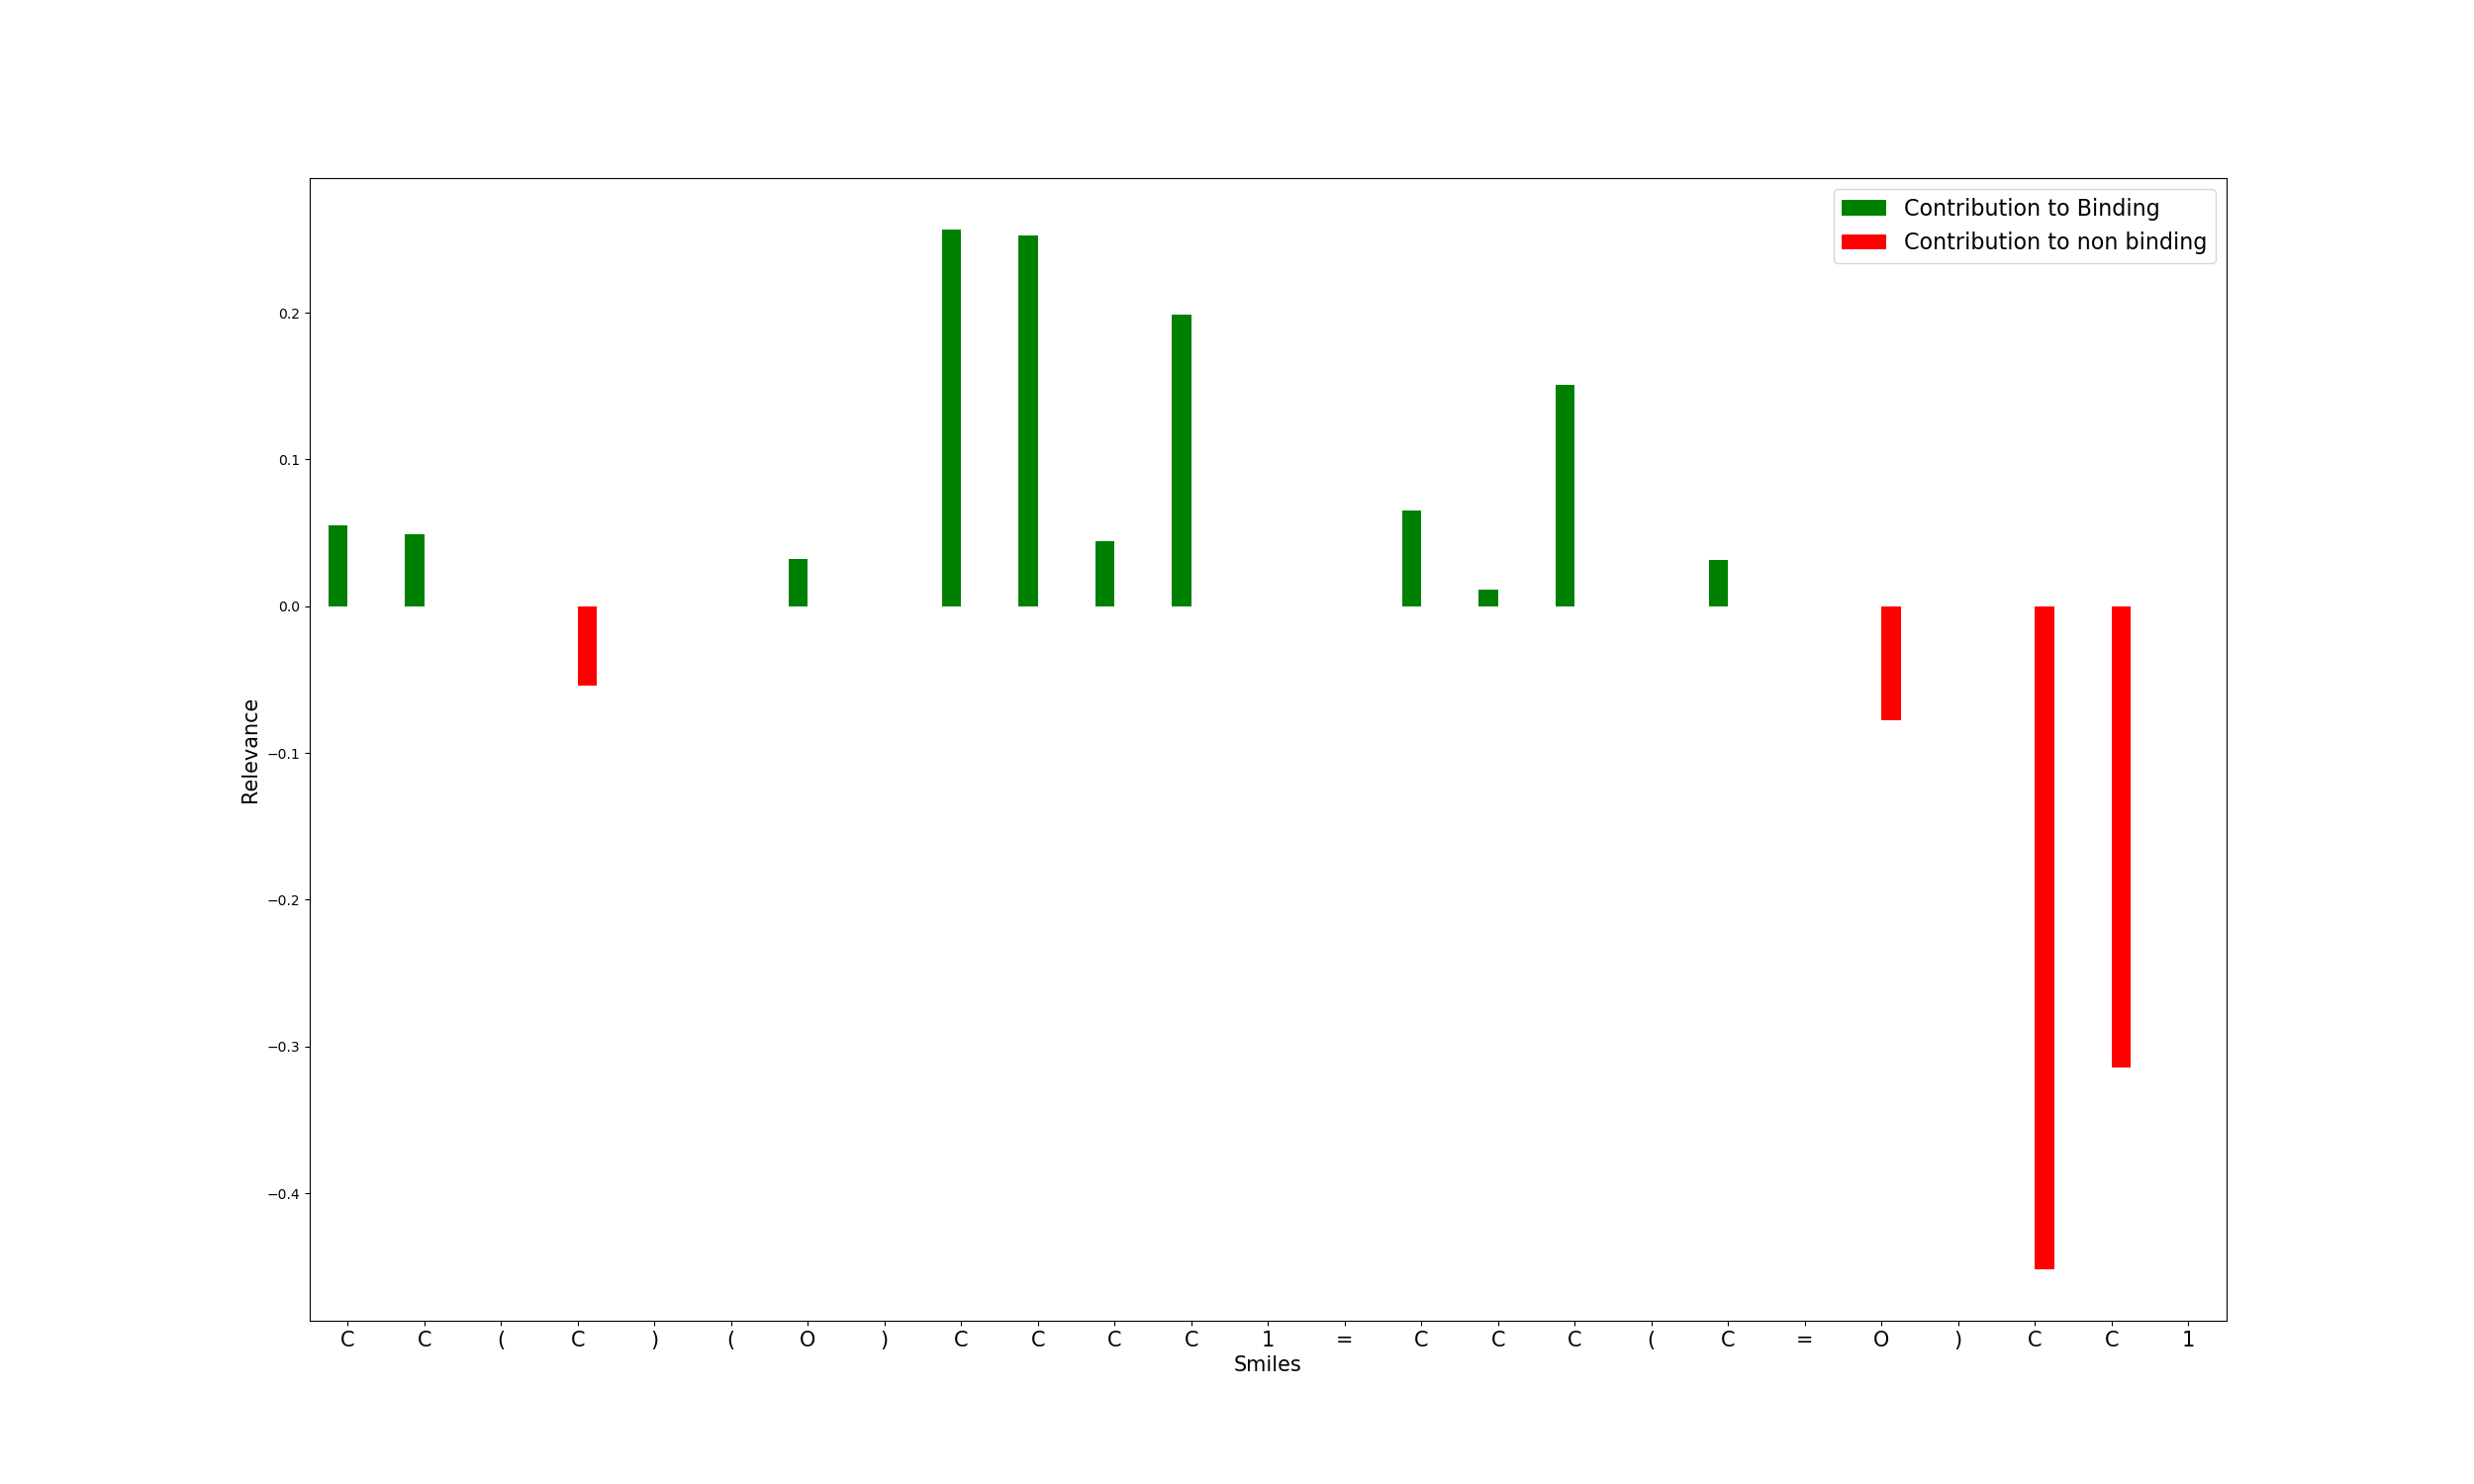 Contribution to Binding
Contribution to non binding
0.2
0.1
0.0
−0.1
−0.2
−0.3
−0.4
Relevance
C C ( C ) ( O ) C C C C 1 = C C C ( C = O ) C C 1
Smiles